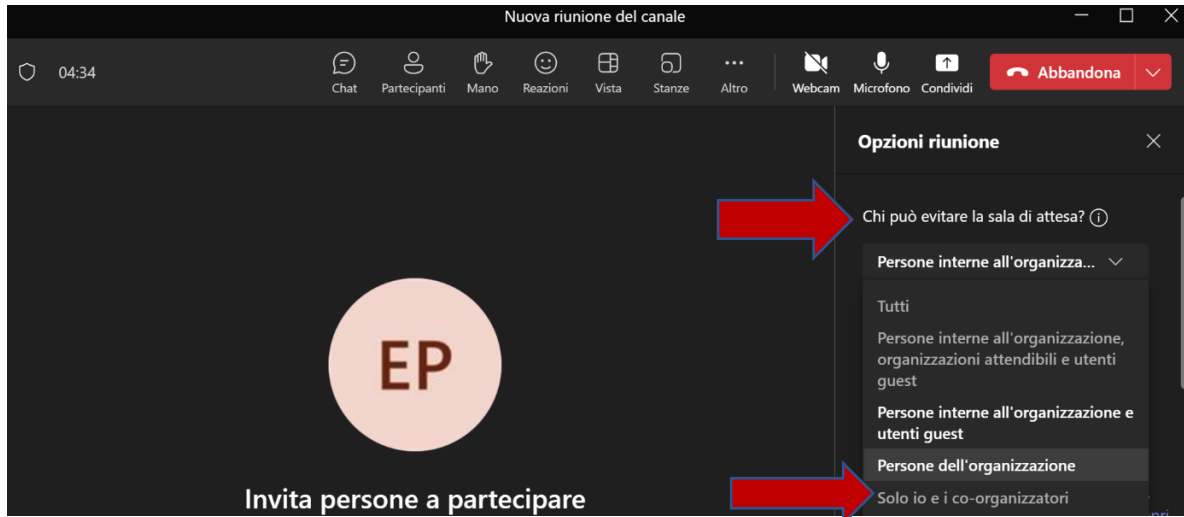 Nuova riunione del canale
04:34
Chat
Partecipanti
Mano
Reazioni
Vista
Stanze
Altro
Webcam
Microfono
Condividi
Abbandona
Opzioni riunione
Chi può evitare la sala di attesa?
Persone interne all'organizza...
Tutti
Persone interne all'organizzazione,
organizzazioni attendibili e utenti
guest
Persone interne all'organizzazione e
utenti guest
Persone dell'organizzazione
Solo io e i co-organizzatori
EP
Invita persone a partecipare